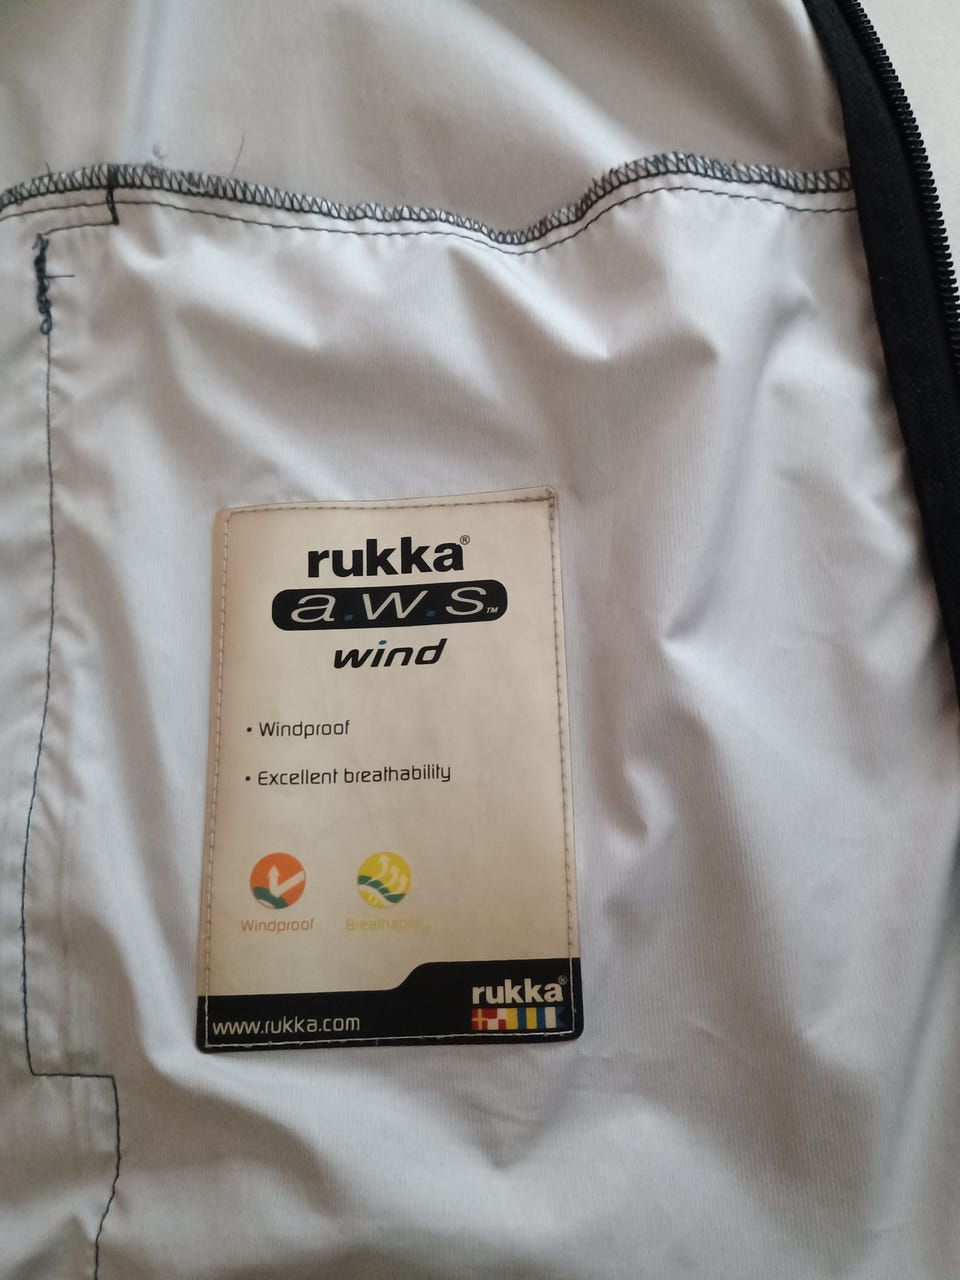 rukka®
a.w.s™
wind
• Windproof
• Excellent breathability
Windproof
Breathability
rukka®
www.rukka.com